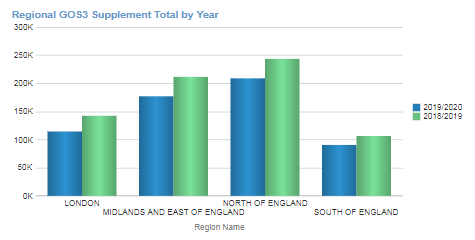 Regional GOS3 Supplement Total by Year
300K
250K
200K
150K
100K
50K
0K
2019/2020
2018/2019
LONDON
NORTH OF ENGLAND
MIDLANDS AND EAST OF ENGLAND
SOUTH OF ENGLAND
Region Name